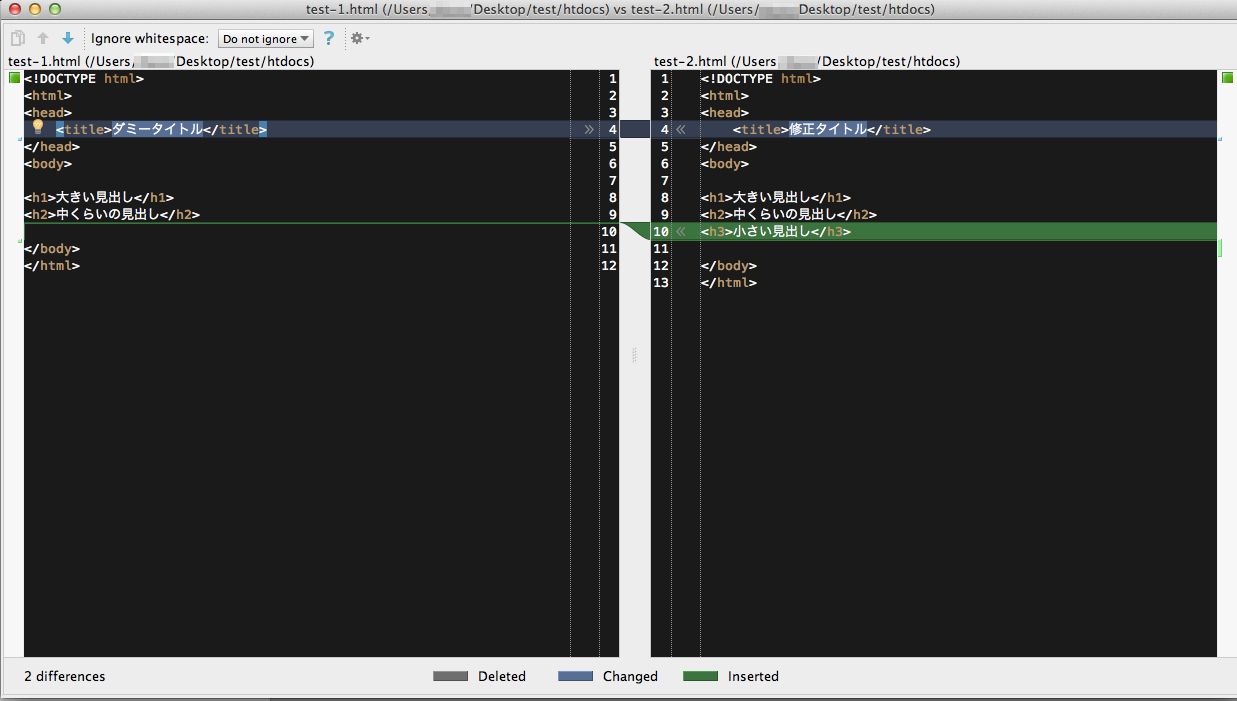 test-1.html (/Users/ /Desktop/test/htdocs) vs test-2.html (/Users/ Desktop/test/htdocs)
Ignore whitespace: Do not ignore ?
test-1.html (/Users/ /Desktop/test/htdocs)
<!DOCTYPE html> 1
<html> 2
<head> 3
<title>ダミータイトル</title> » 4
</head> 5
<body> 6
7
<h1>大きい見出し</h1> 8
<h2>中くらいの見出し</h2> 9
10
</body> 11
</html> 12
test-2.html (/Users /Desktop/test/htdocs)
1 <!DOCTYPE html>
2 <html>
3 <head>
4 « <title>修正タイトル</title>
5 </head>
6 <body>
7
8 <h1>大きい見出し</h1>
9 <h2>中くらいの見出し</h2>
10 « <h3>小さい見出し</h3>
11
12 </body>
13 </html>
2 differences
Deleted
Changed
Inserted